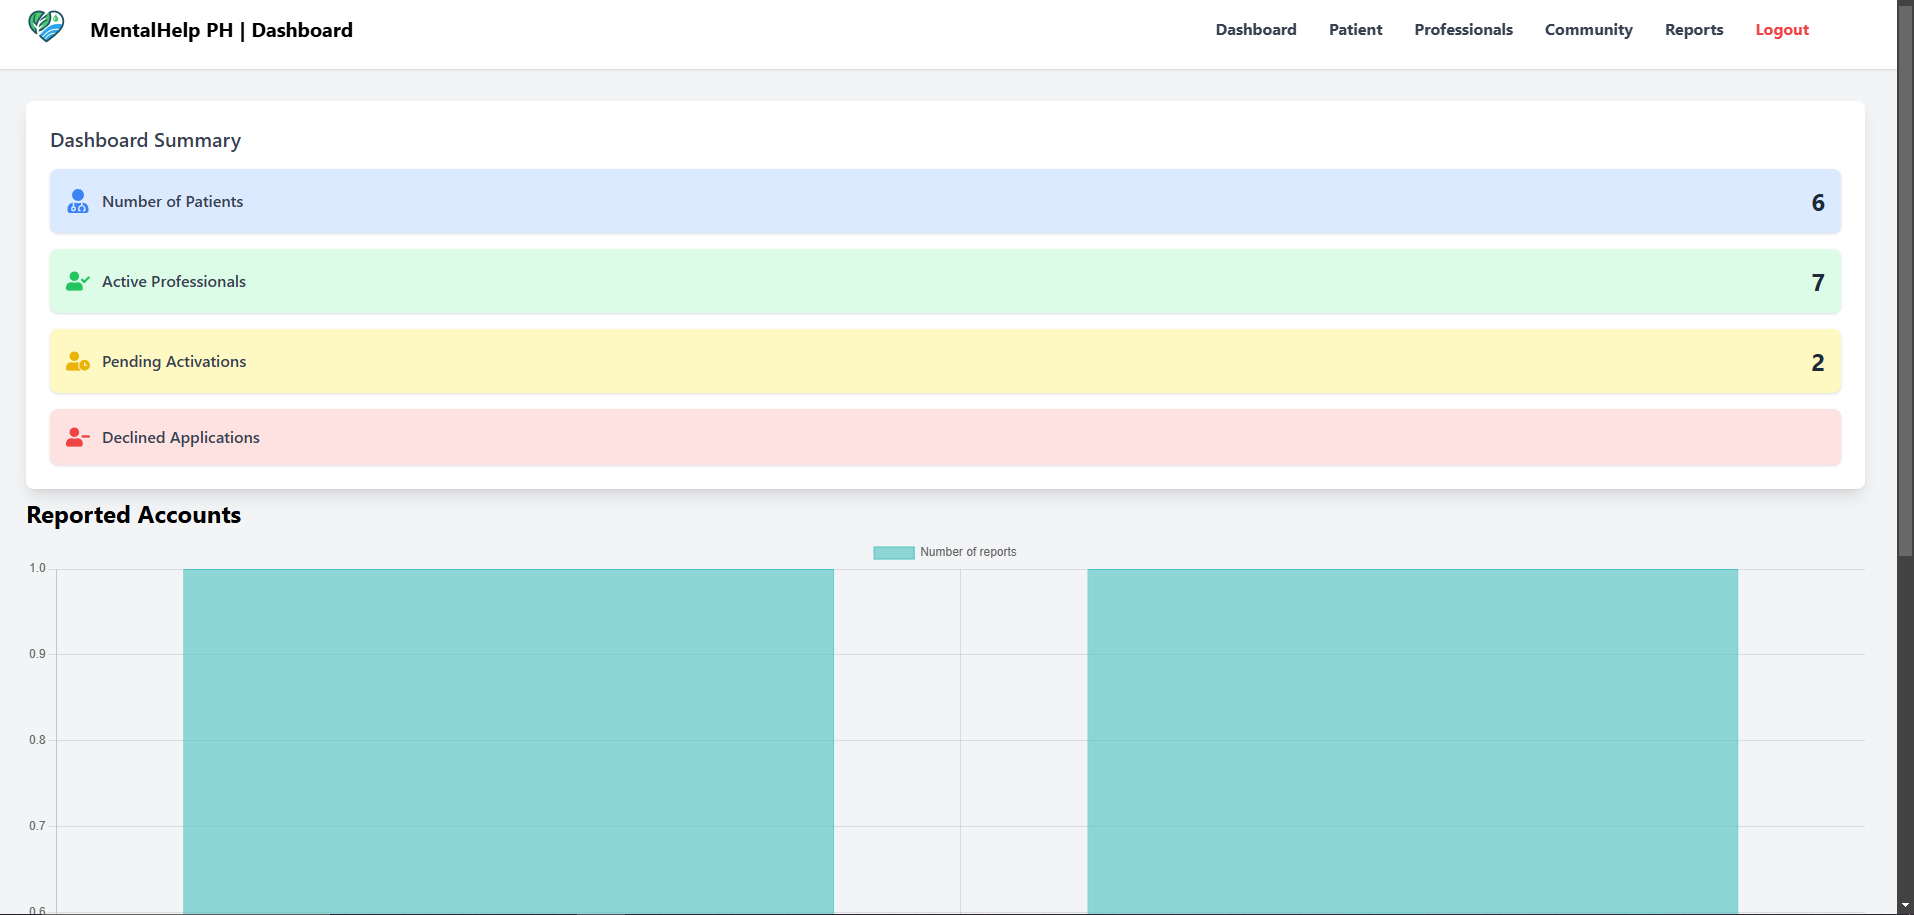 MentalHelp PH | Dashboard
Dashboard Patient Professionals Community Reports Logout
Dashboard Summary
Number of Patients 6
Active Professionals 7
Pending Activations 2
Declined Applications
Reported Accounts
Number of reports
1.0
0.9
0.8
0.7
0.6